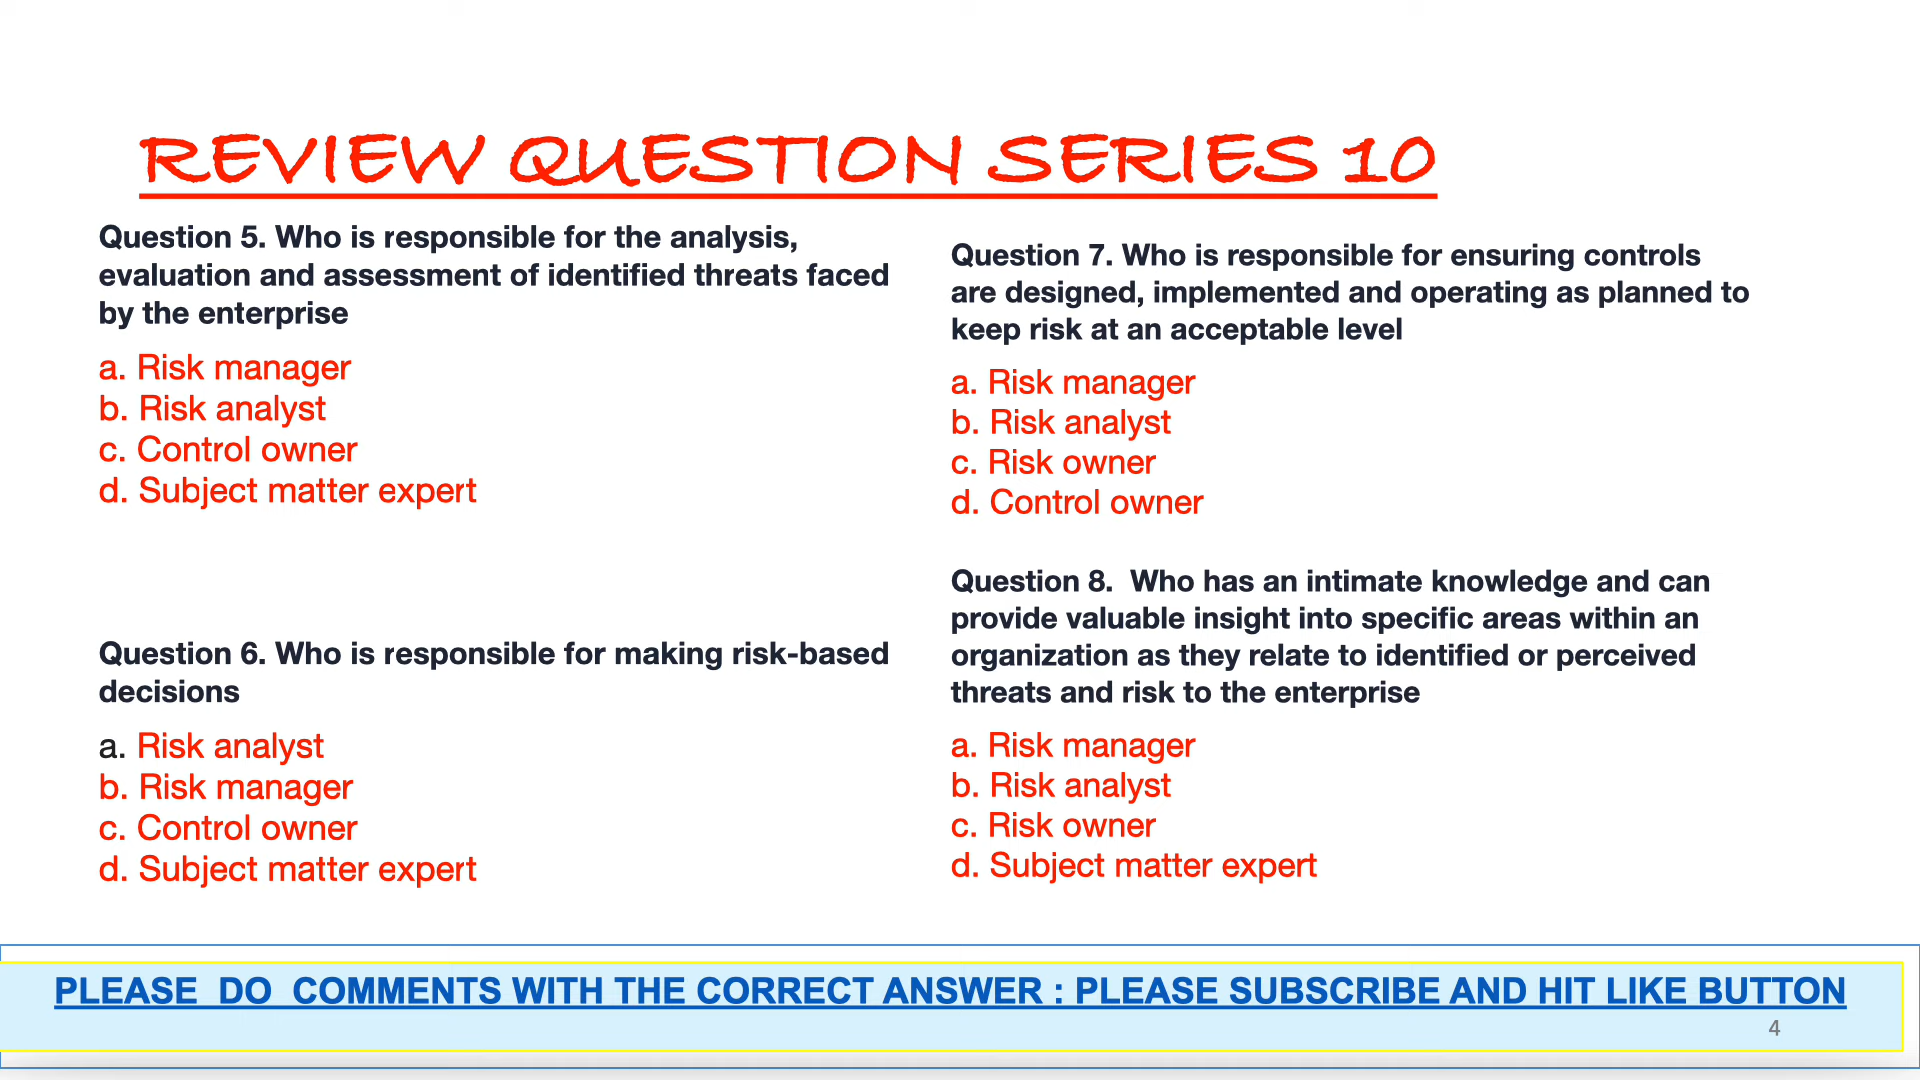 REVIEW QUESTION SERIES 10
Question 5. Who is responsible for the analysis,
evaluation and assessment of identified threats faced
by the enterprise
a. Risk manager
b. Risk analyst
c. Control owner
d. Subject matter expert
Question 6. Who is responsible for making risk-based
decisions
a. Risk analyst
b. Risk manager
c. Control owner
d. Subject matter expert
Question 7. Who is responsible for ensuring controls
are designed, implemented and operating as planned to
keep risk at an acceptable level
a. Risk manager
b. Risk analyst
c. Risk owner
d. Control owner
Question 8.  Who has an intimate knowledge and can
provide valuable insight into specific areas within an
organization as they relate to identified or perceived
threats and risk to the enterprise
a. Risk manager
b. Risk analyst
c. Risk owner
d. Subject matter expert
PLEASE  DO  COMMENTS WITH THE CORRECT ANSWER : PLEASE SUBSCRIBE AND HIT LIKE BUTTON
4